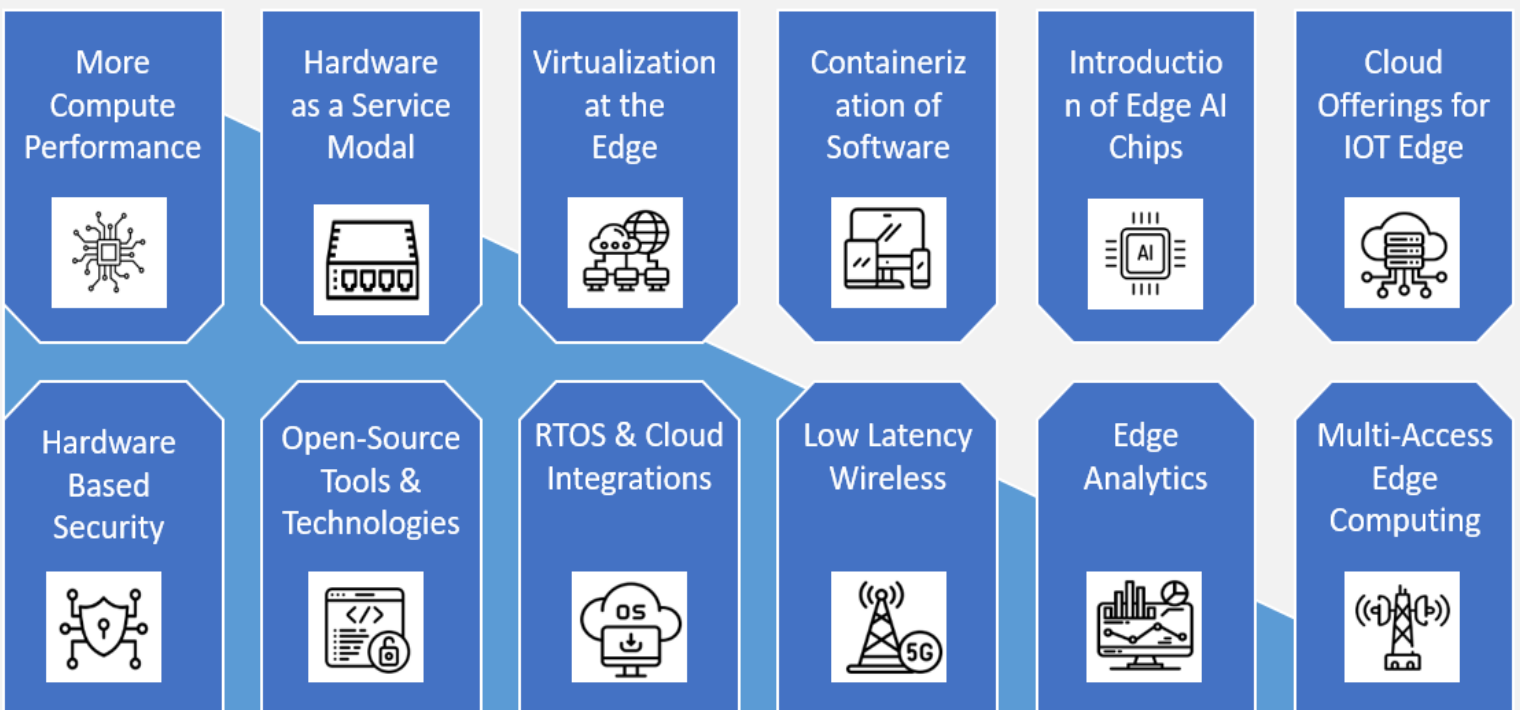 More
Compute
Performance
Hardware
as a Service
Modal
Virtualization
at the
Edge
Containeriz
ation of
Software
Introductio
n of Edge AI
Chips
AI
Cloud
Offerings for
IOT Edge
Hardware
Based
Security
Open-Source
Tools &
Technologies
</>
RTOS & Cloud
Integrations
OS
Low Latency
Wireless
5G
Edge
Analytics
Multi-Access
Edge
Computing